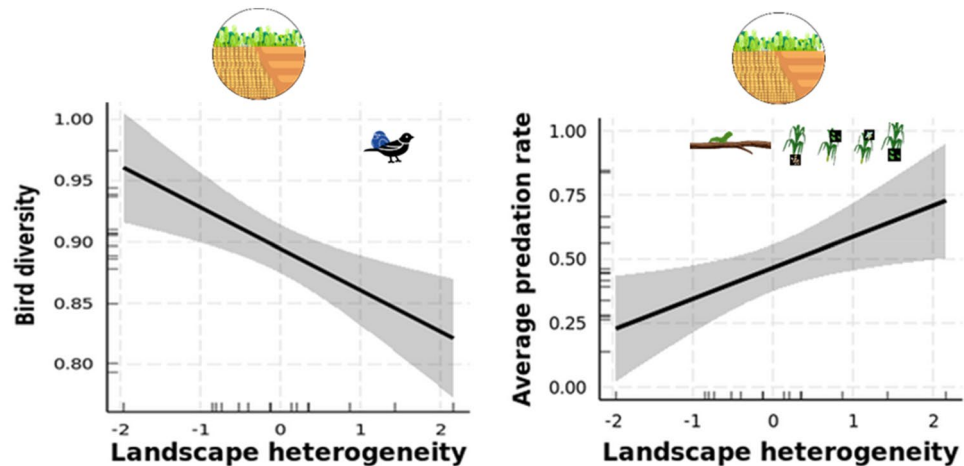 Bird diversity
1.00
0.95
0.90
0.85
0.80
-2 -1 0 1 2
Landscape heterogeneity
Average predation rate
1.00
0.75
0.50
0.25
0.00
-2 -1 0 1 2
Landscape heterogeneity